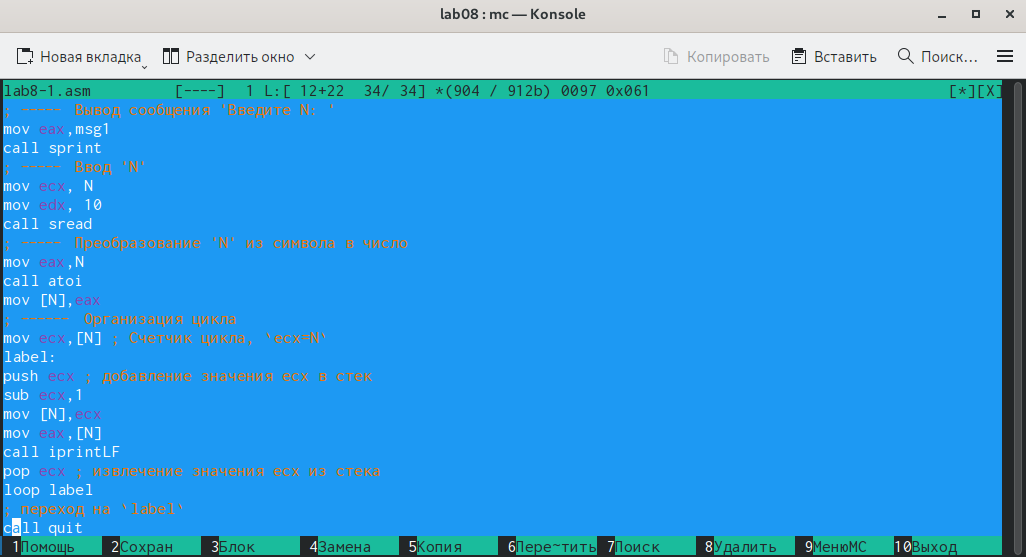 lab08 : mc — Konsole
Новая вкладка Разделить окно Копировать Вставить Поиск...
lab8-1.asm [----] 1 L:[ 12+22 34/ 34] *(904 / 912b) 0097 0x061 [*][X]
; ----- Вывод сообщения 'Введите N: '
mov eax,msg1
call sprint
; ----- Ввод 'N'
mov ecx, N
mov edx, 10
call sread
; ----- Преобразование 'N' из символа в число
mov eax,N
call atoi
mov [N],eax
; ------ Организация цикла
mov ecx,[N] ; Счетчик цикла, `ecx=N`
label:
push ecx ; добавление значения ecx в стек
sub ecx,1
mov [N],ecx
mov eax,[N]
call iprintLF
pop ecx ; извлечение значения ecx из стека
loop label
; переход на `label`
call quit
1Помощь 2Сохран 3Блок 4Замена 5Копия 6Пере~тить 7Поиск 8Удалить 9МенюMC 10Выход